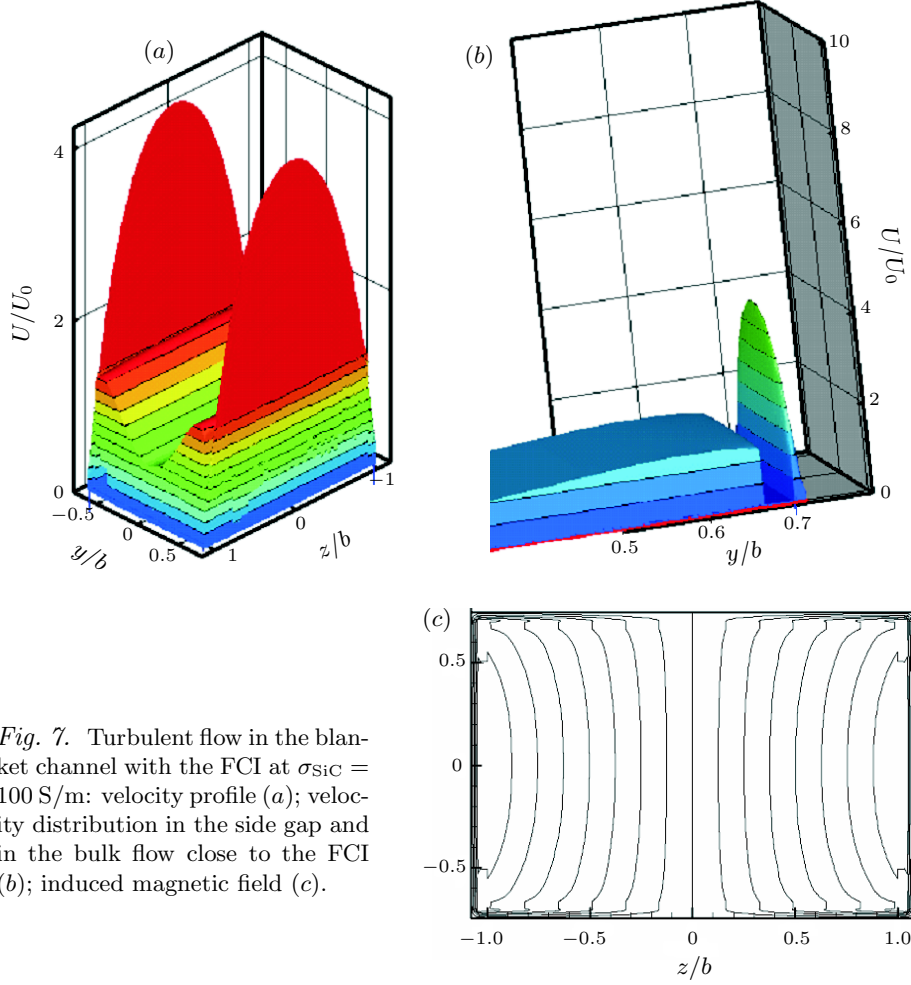 (a)
4
2
0
U/U0
−0.5
0
0.5
y/b
1
0
−1
z/b
(b)
10
8
6
4
2
0
U/U0
0.5
0.6
0.7
y/b
(c)
0.5
0
−0.5
−1.0
−0.5
0
0.5
1.0
z/b
Fig. 7. Turbulent flow in the blan-
ket channel with the FCI at σSiC =
100 S/m: velocity profile (a); veloc-
ity distribution in the side gap and
in the bulk flow close to the FCI
(b); induced magnetic field (c).